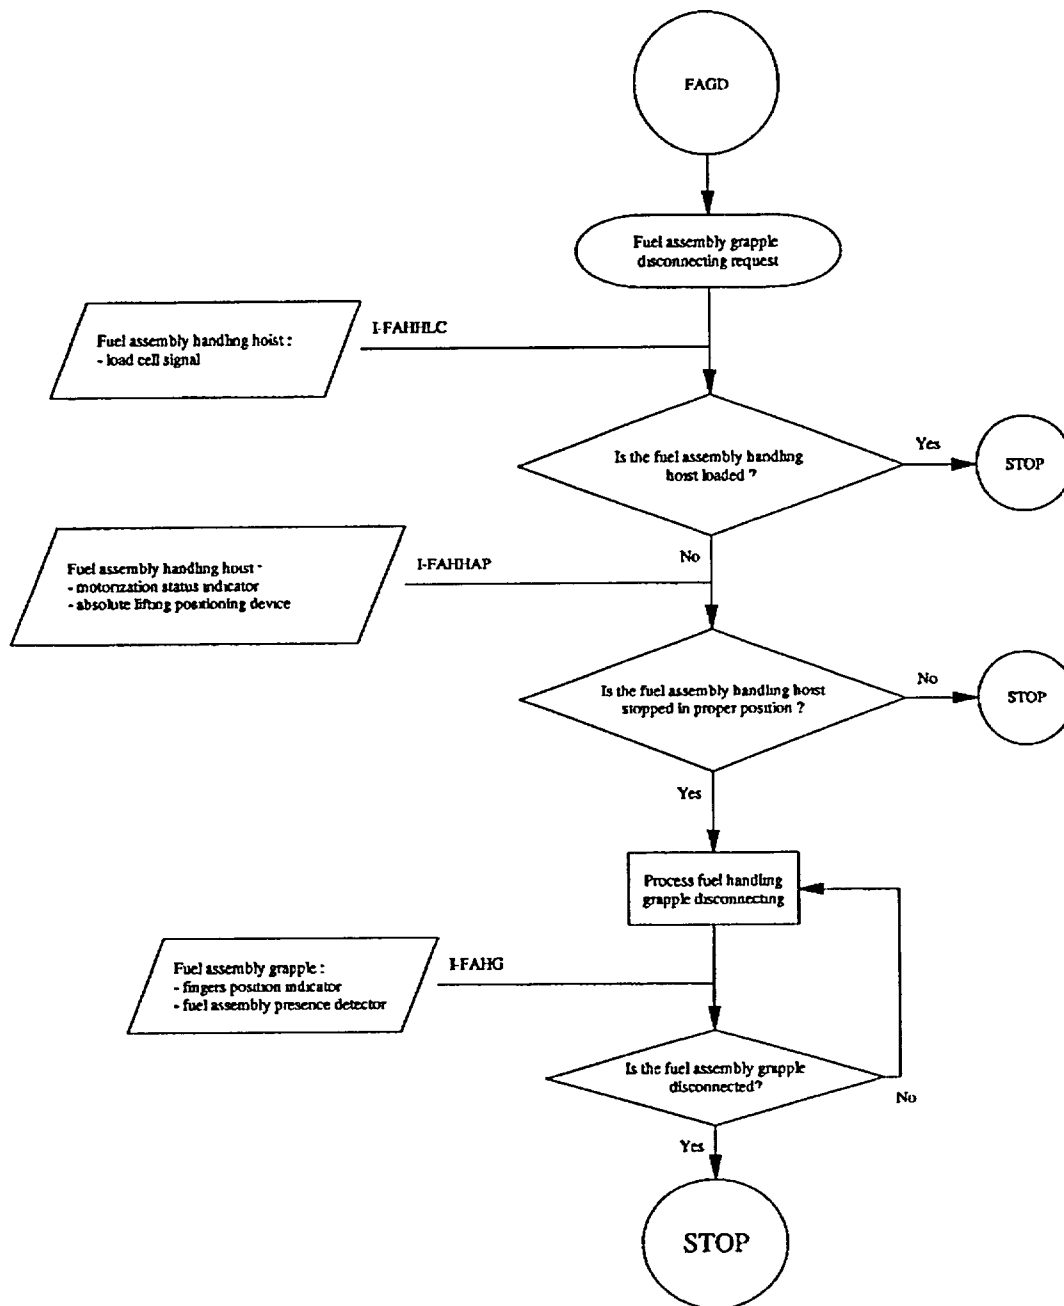 FAGD
Fuel assembly grapple
disconnecting request
I-FAHHLC
Fuel assembly handling hoist :
- load cell signal
Is the fuel assembly handling
hoist loaded ?
Yes
STOP
No
I-FAHHAP
Fuel assembly handling hoist -
- motorization status indicator
- absolute lifting positioning device
Is the fuel assembly handling hoist
stopped in proper position ?
No
STOP
Yes
Process fuel handling
grapple disconnecting
I-FAHG
Fuel assembly grapple :
- fingers position indicator
- fuel assembly presence detector
Is the fuel assembly grapple
disconnected?
No
Yes
STOP